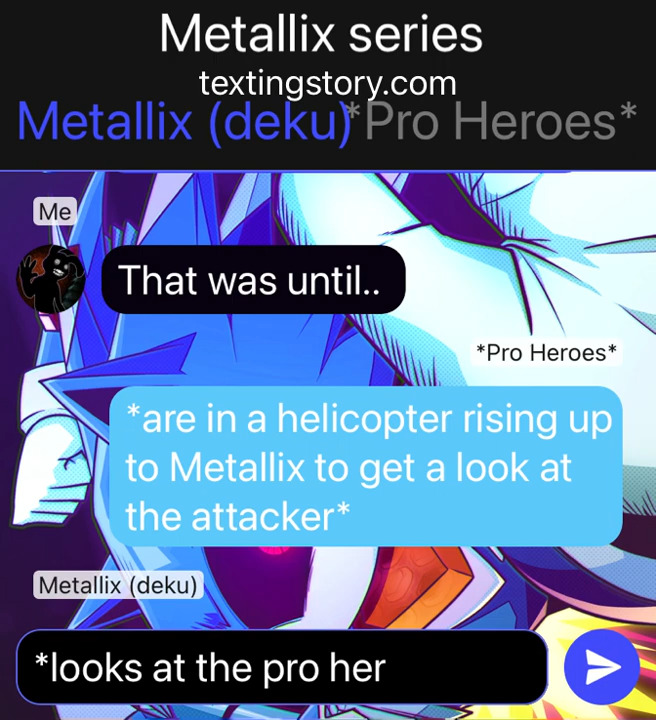 Metallix series
textingstory.com
Metallix (deku) *Pro Heroes*
Me
That was until..
*Pro Heroes*
*are in a helicopter rising up
to Metallix to get a look at
the attacker*
Metallix (deku)
*looks at the pro her